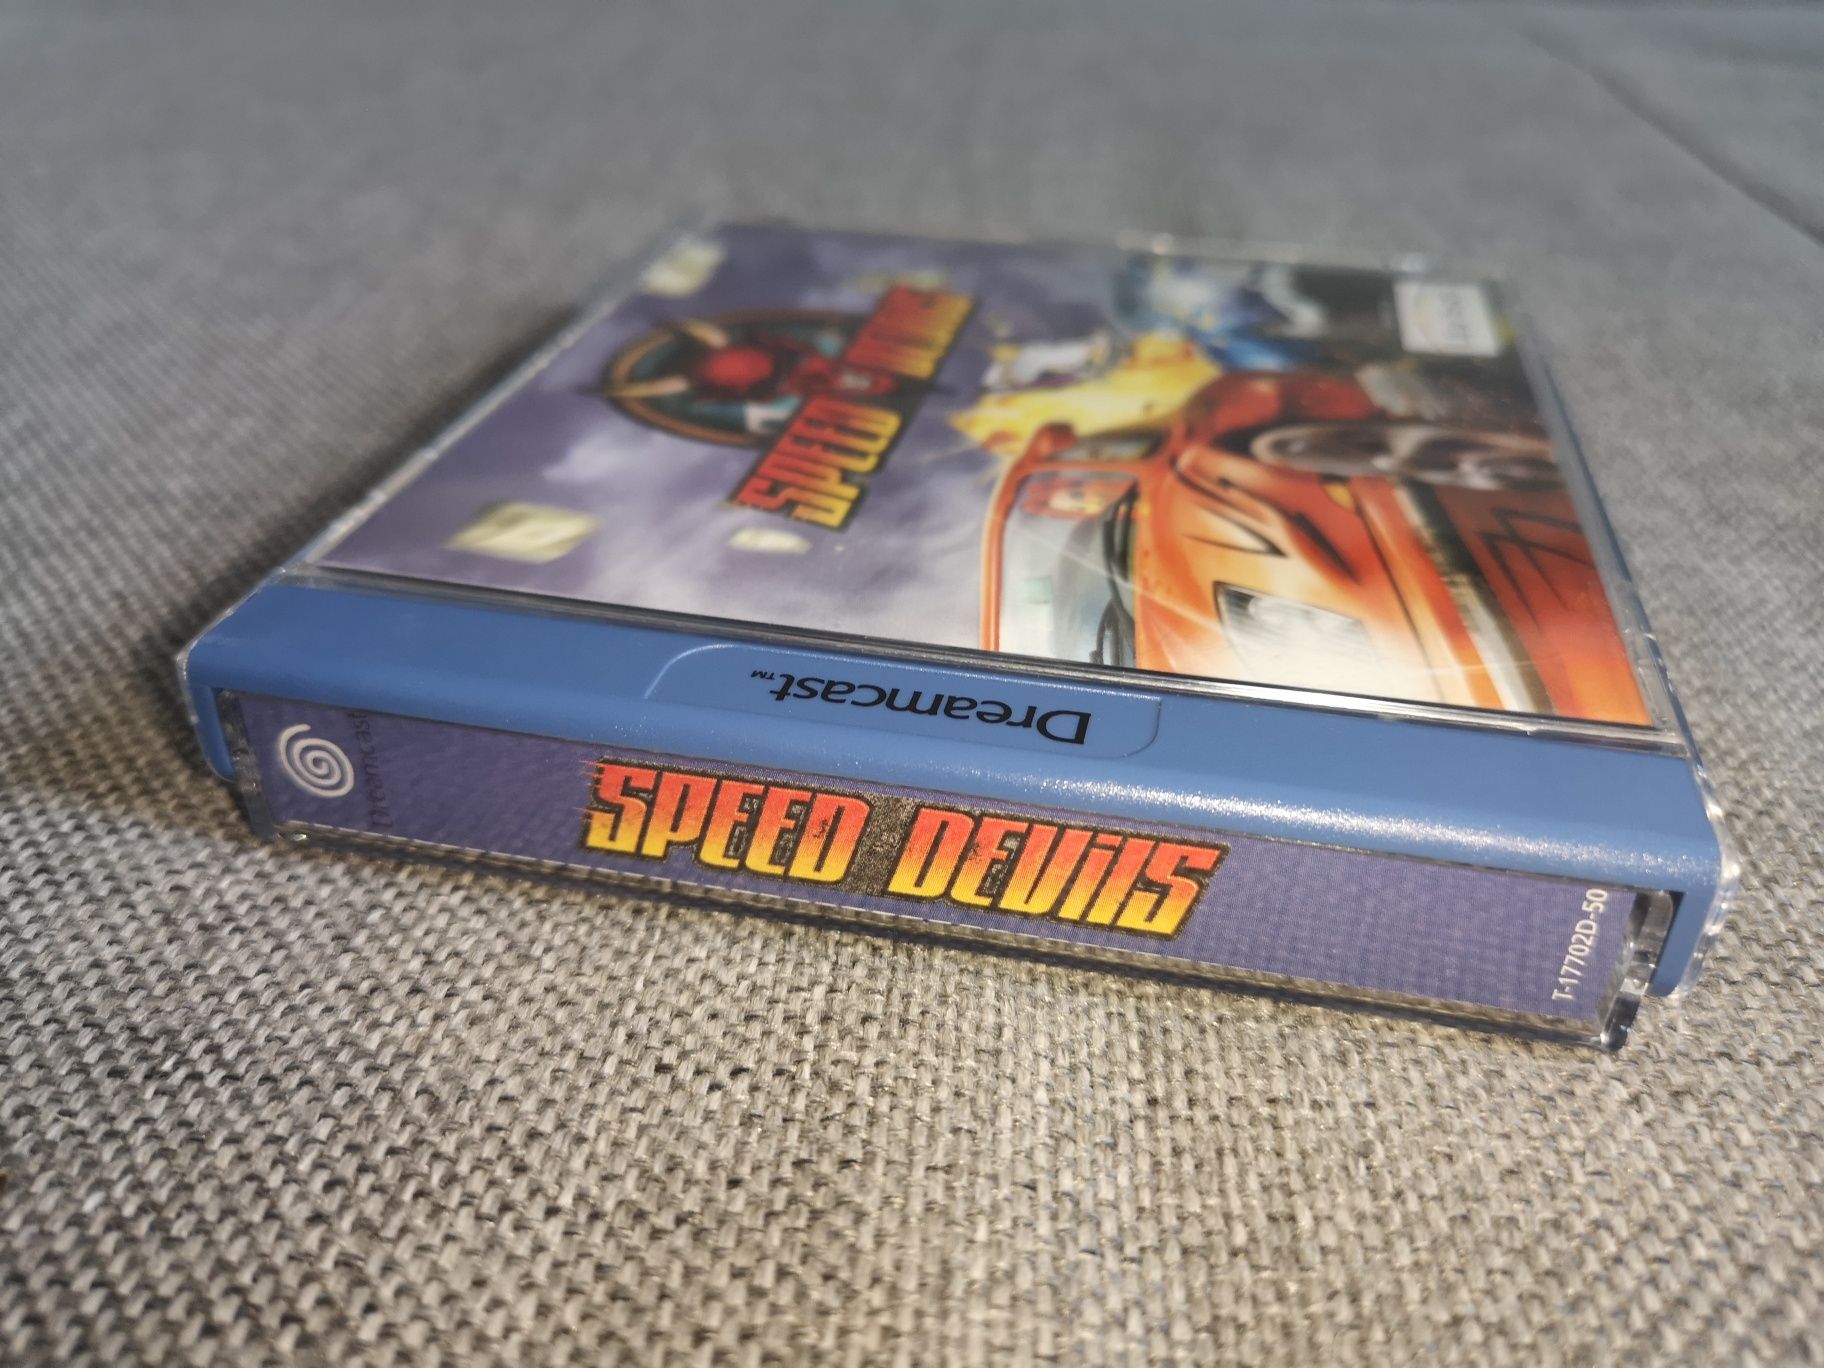 SPEED DEVILS
Dreamcast™
Dreamcast
SPEED DEVilS
T-17702D-50